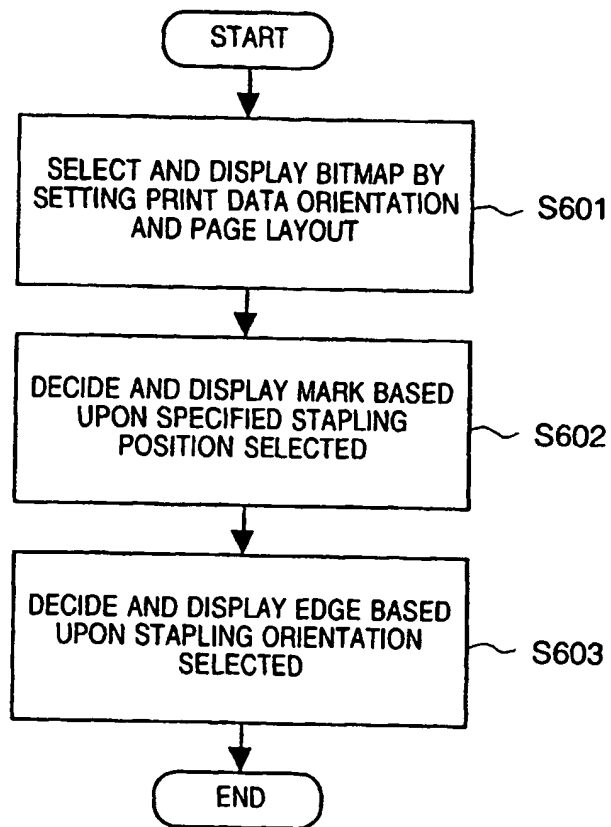 START
SELECT AND DISPLAY BITMAP BY
SETTING PRINT DATA ORIENTATION
AND PAGE LAYOUT
S601
DECIDE AND DISPLAY MARK BASED
UPON SPECIFIED STAPLING
POSITION SELECTED
S602
DECIDE AND DISPLAY EDGE BASED
UPON STAPLING ORIENTATION
SELECTED
S603
END